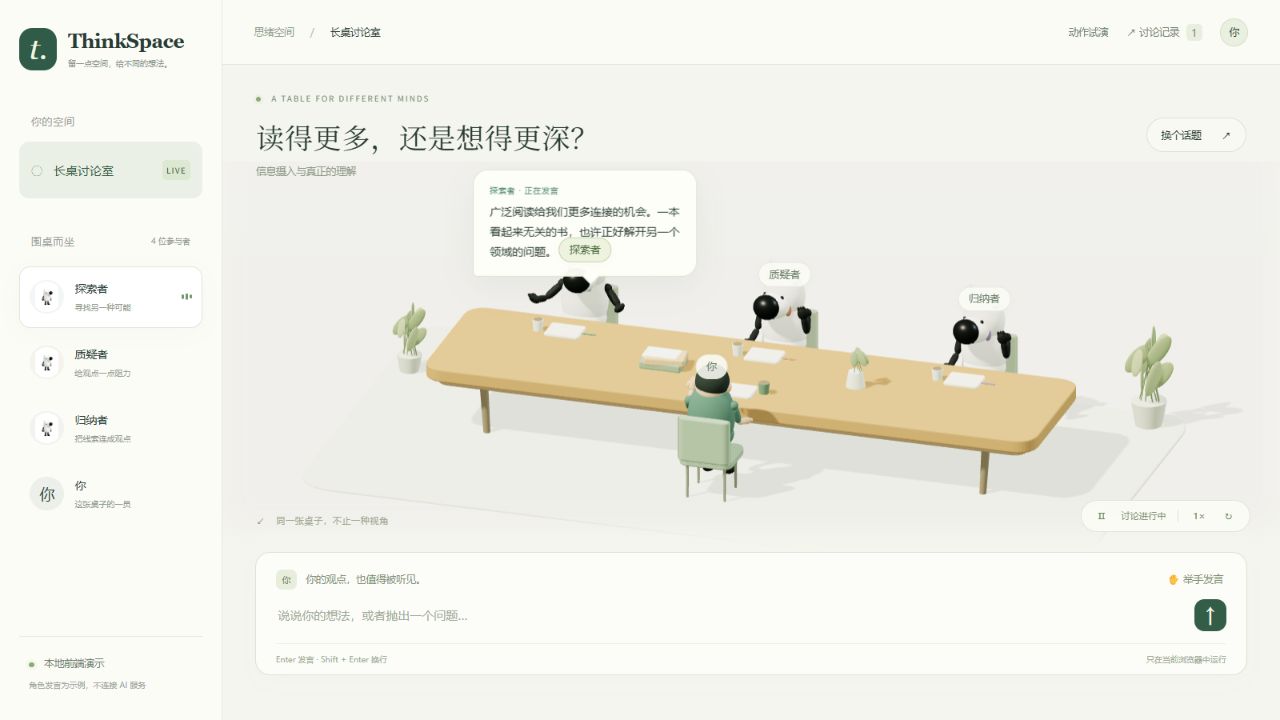 t.
ThinkSpace
留一点空间，给不同的想法。
你的空间
长桌讨论室
LIVE
围桌而坐
4 位参与者
探索者
寻找另一种可能
质疑者
给观点一点阻力
归纳者
把线索连成观点
你
你
这张桌子的一员
本地前端演示
角色发言为示例，不连接 AI 服务
思绪空间 / 长桌讨论室
动作试演
↗ 讨论记录 1
你
A TABLE FOR DIFFERENT MINDS
读得更多，还是想得更深？
信息摄入与真正的理解
换个话题 ↗
探索者 · 正在发言
广泛阅读给我们更多连接的机会。一本
看起来无关的书，也许正好解开另一个
领域的问题。
探索者
质疑者
归纳者
你
↙ 同一张桌子，不止一种视角
讨论进行中
1×
↻
你
你的观点，也值得被听见。
✋ 举手发言
说说你的想法，或者抛出一个问题...
↑
Enter 发言 · Shift + Enter 换行
只在当前浏览器中运行